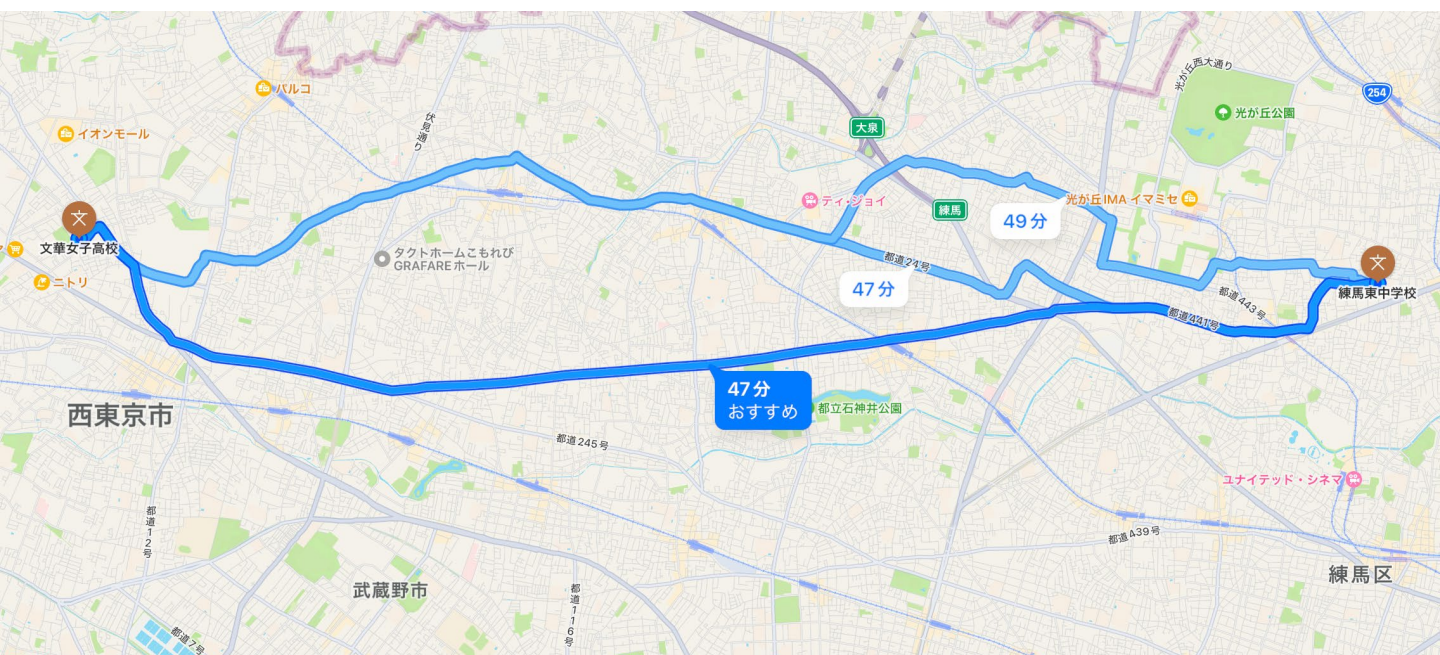 パルコ
イオンモール
伏見通り
光が丘西大通り
254
光が丘公園
大泉
ティ・ジョイ
練馬
光が丘IMA イマミセ
49分
文華女子高校
タクトホームこもれび
GRAFAREホール
ニトリ
都道24号
47分
練馬東中学校
都道443号
都道441号
47分
おすすめ
都立石神井公園
西東京市
都道245号
ユナイテッド・シネマ
都道12号
都道439号
武蔵野市
都道116号
練馬区
都道7号